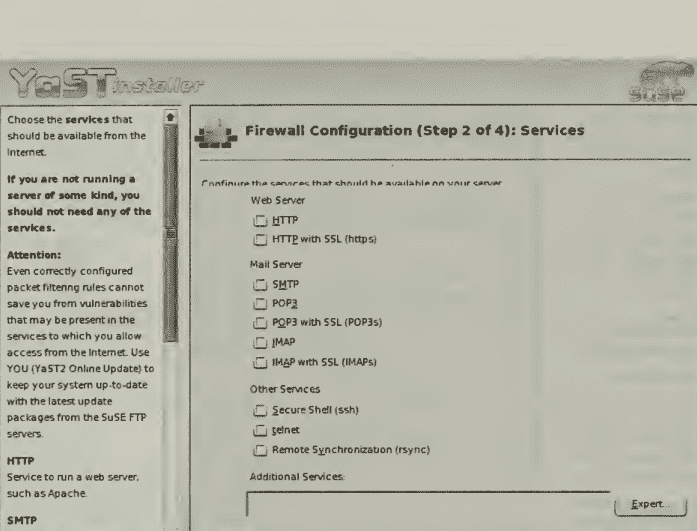 YaST installer
SuSE
Choose the services that
should be available from the
Internet.
If you are not running a
server of some kind, you
should not need any of the
services.
Attention:
Even correctly configured
packet filtering rules cannot
save you from vulnerabilities
that may be present in the
services to which you allow
access from the Internet. Use
YOU (YaST2 Online Update) to
keep your system up-to-date
with the latest update
packages from the SuSE FTP
servers.
HTTP
Service to run a web server,
such as Apache.
SMTP
Firewall Configuration (Step 2 of 4): Services
Configure the services that should be available on your server
Web Server
HTTP
HTTP with SSL (https)
Mail Server
SMTP
POP3
POP3 with SSL (POP3s)
IMAP
IMAP with SSL (IMAPs)
Other Services
Secure Shell (ssh)
telnet
Remote Synchronization (rsync)
Additional Services:
Expert...